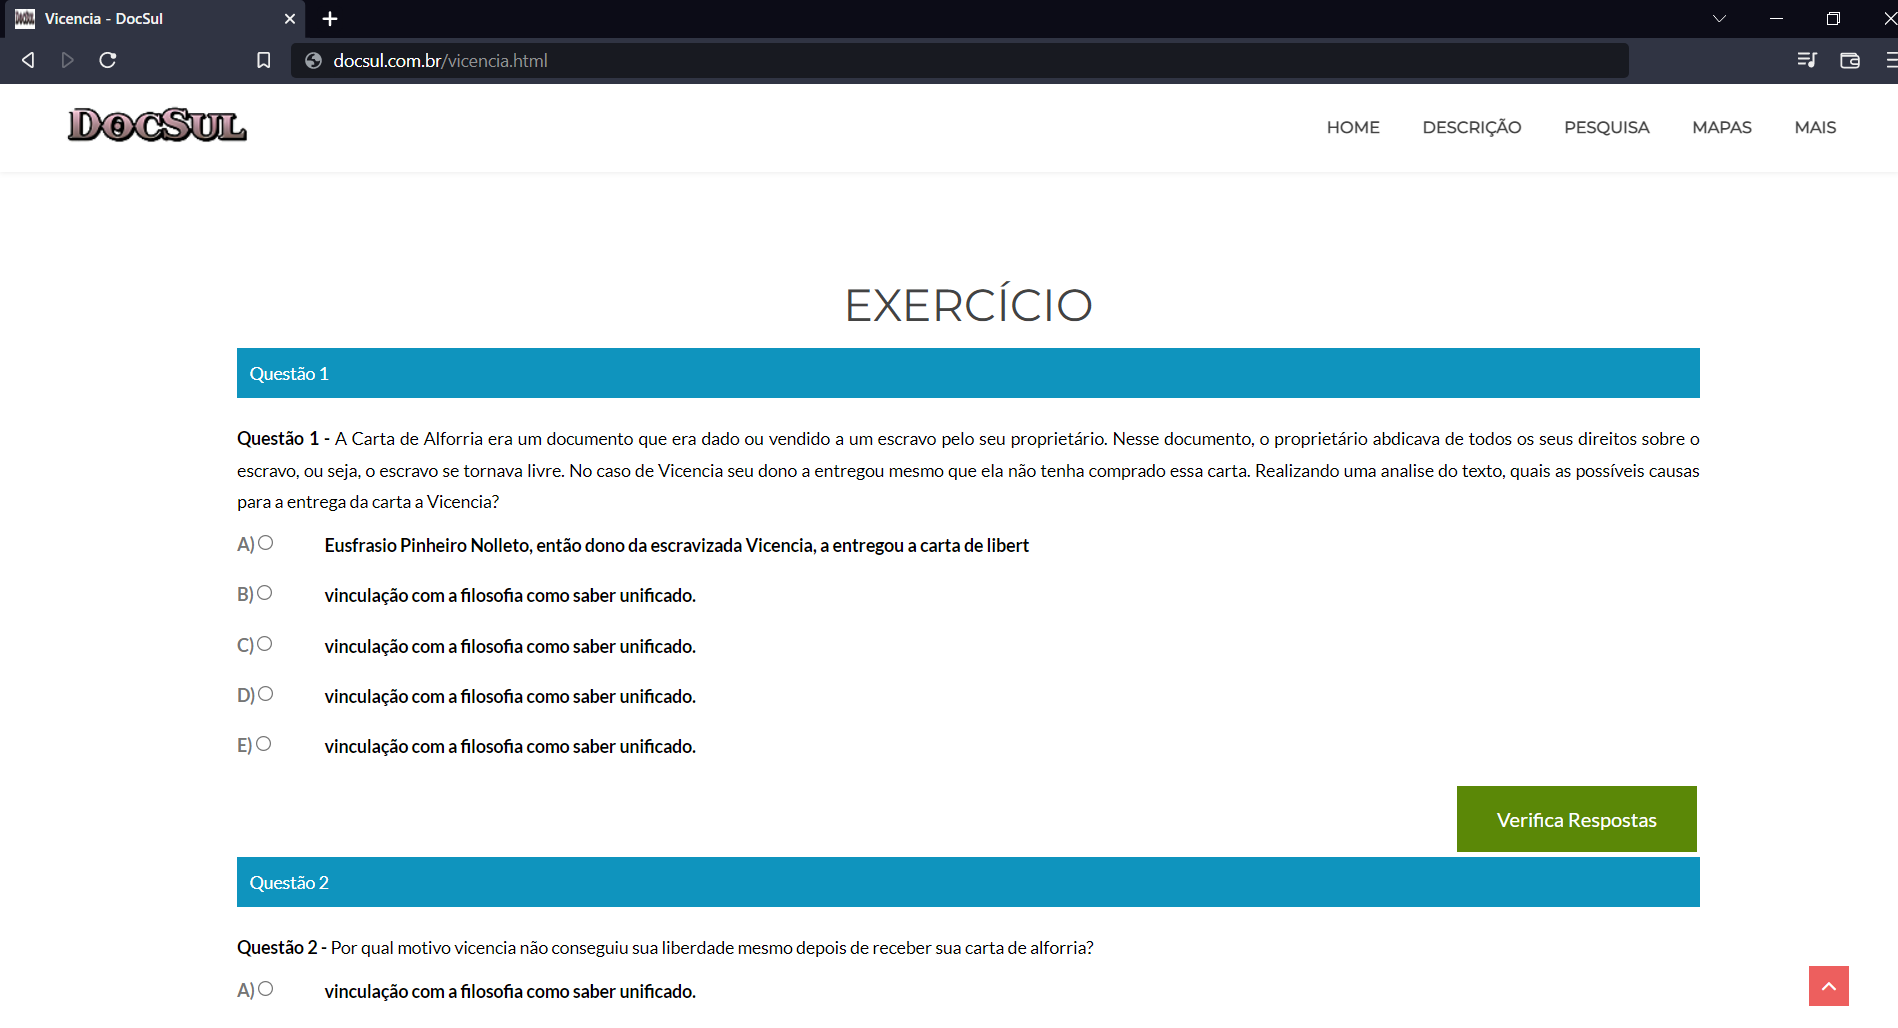 Vicencia - DocSul
docsul.com.br/vicencia.html
DocSul
HOME DESCRIÇÃO PESQUISA MAPAS MAIS
EXERCÍCIO
Questão 1
Questão 1 - A Carta de Alforria era um documento que era dado ou vendido a um escravo pelo seu proprietário. Nesse documento, o proprietário abdicava de todos os seus direitos sobre o
escravo, ou seja, o escravo se tornava livre. No caso de Vicencia seu dono a entregou mesmo que ela não tenha comprado essa carta. Realizando uma analise do texto, quais as possíveis causas
para a entrega da carta a Vicencia?
A) Eusfrasio Pinheiro Nolleto, então dono da escravizada Vicencia, a entregou a carta de libert
B) vinculação com a filosofia como saber unificado.
C) vinculação com a filosofia como saber unificado.
D) vinculação com a filosofia como saber unificado.
E) vinculação com a filosofia como saber unificado.
Verifica Respostas
Questão 2
Questão 2 - Por qual motivo vicencia não conseguiu sua liberdade mesmo depois de receber sua carta de alforria?
A) vinculação com a filosofia como saber unificado.